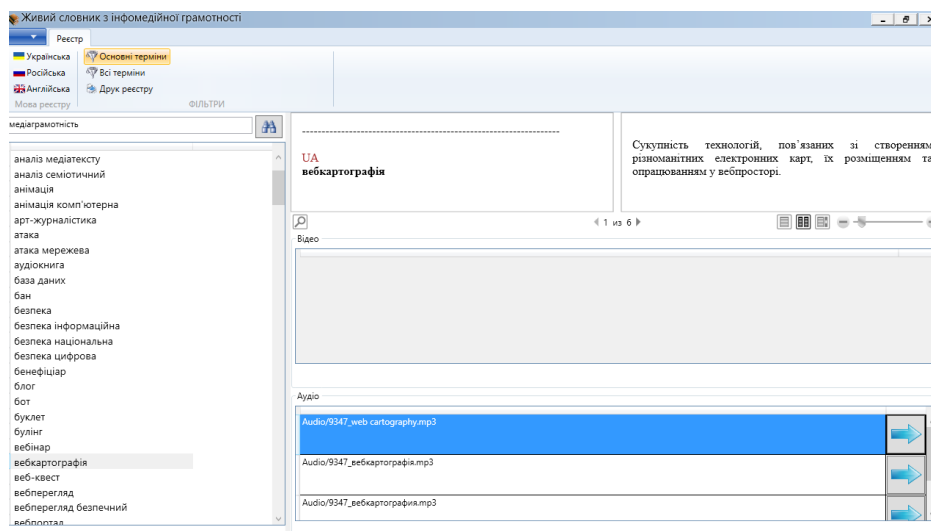 Живий словник з інфомедійної грамотності
Реєстр
Українська
Російська
Англійська
Мова реєстру
Основні терміни
Всі терміни
Друк реєстру
ФІЛЬТРИ
медіаграмотність
аналіз медіатексту
аналіз семіотичний
анімація
анімація комп'ютерна
арт-журналістика
атака
атака мережева
аудіокнига
база даних
бан
безпека
безпека інформаційна
безпека національна
безпека цифрова
бенефіціар
блог
бот
буклет
булінг
вебінар
вебкартографія
веб-квест
вебперегляд
вебперегляд безпечний
вебпортал
UA
вебкартографія
Сукупність технологій, пов’язаних зі створенням
різноманітних електронних карт, їх розміщенням та
опрацюванням у вебпросторі.
1 из 6
Відео
Аудіо
Audio/9347_web cartography.mp3
Audio/9347_вебкартографія.mp3
Audio/9347_вебкартография.mp3